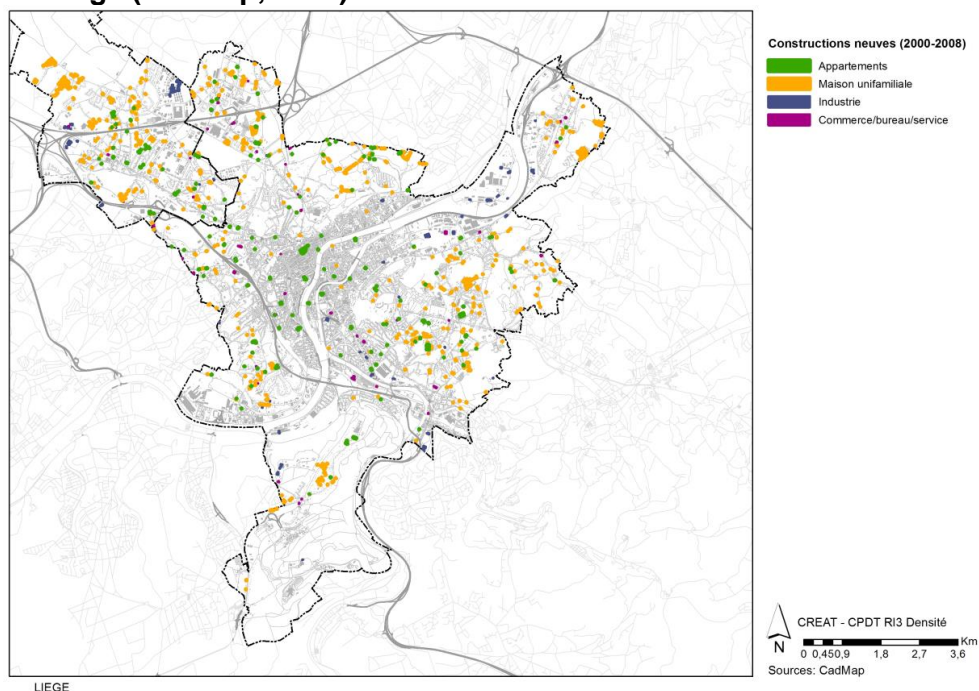 Constructions neuves (2000-2008)
Appartements
Maison unifamiliale
Industrie
Commerce/bureau/service
CREAT - CPDT RI3 Densité
N
Km
0 0,450,9 1,8 2,7 3,6
Sources: CadMap
LIEGE